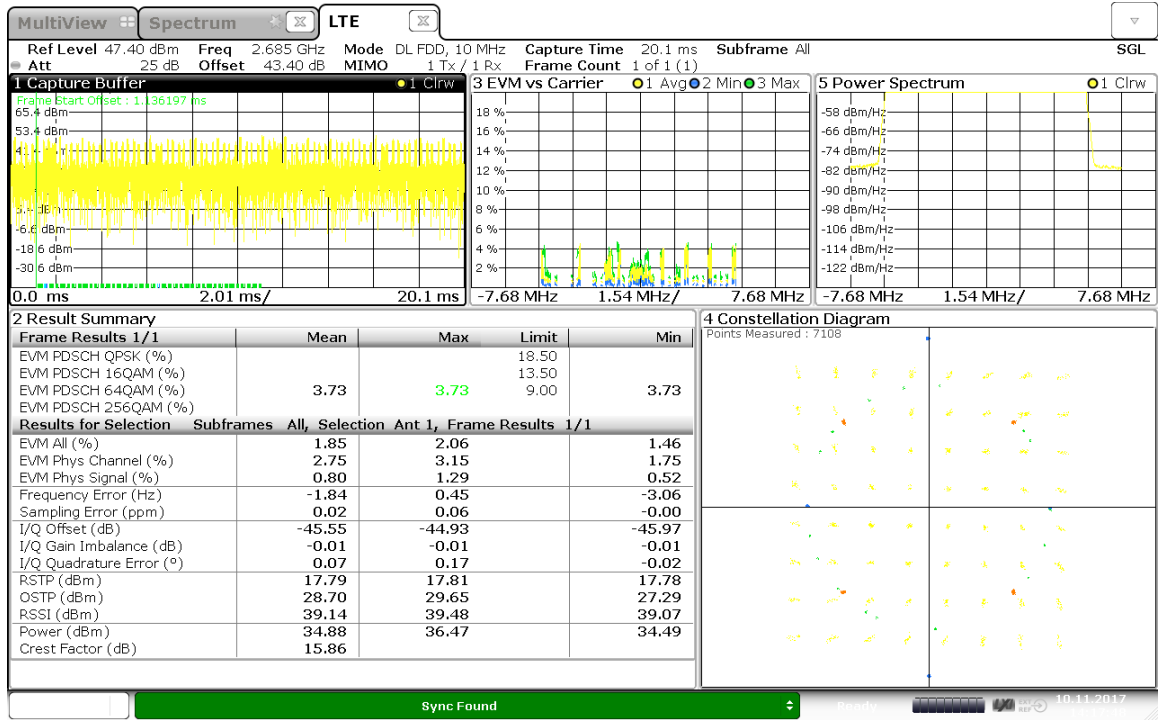 MultiView Spectrum LTE
Ref Level 47.40 dBm Freq 2.685 GHz Mode DL FDD, 10 MHz Capture Time 20.1 ms Subframe All SGL
Att 25 dB Offset 43.40 dB MIMO 1 Tx / 1 Rx Frame Count 1 of 1 (1)
1 Capture Buffer 1 Clrw
Frame Start Offset : 1.136197 ms
65.4 dBm
53.4 dBm
-6.6 dBm
-18.6 dBm
-30.6 dBm
0.0 ms 2.01 ms/ 20.1 ms
3 EVM vs Carrier 1 Avg 2 Min 3 Max
18 %
16 %
14 %
12 %
10 %
8 %
6 %
4 %
2 %
-7.68 MHz 1.54 MHz/ 7.68 MHz
5 Power Spectrum 1 Clrw
-58 dBm/Hz
-66 dBm/Hz
-74 dBm/Hz
-82 dBm/Hz
-90 dBm/Hz
-98 dBm/Hz
-106 dBm/Hz
-114 dBm/Hz
-122 dBm/Hz
-7.68 MHz 1.54 MHz/ 7.68 MHz
2 Result Summary
Frame Results 1/1 Mean Max Limit Min
EVM PDSCH QPSK (%) 18.50
EVM PDSCH 16QAM (%) 13.50
EVM PDSCH 64QAM (%) 3.73 3.73 9.00 3.73
EVM PDSCH 256QAM (%)
Results for Selection Subframes All, Selection Ant 1, Frame Results 1/1
EVM All (%) 1.85 2.06 1.46
EVM Phys Channel (%) 2.75 3.15 1.75
EVM Phys Signal (%) 0.80 1.29 0.52
Frequency Error (Hz) -1.84 0.45 -3.06
Sampling Error (ppm) 0.02 0.06 -0.00
I/Q Offset (dB) -45.55 -44.93 -45.97
I/Q Gain Imbalance (dB) -0.01 -0.01 -0.01
I/Q Quadrature Error (°) 0.07 0.17 -0.02
RSTP (dBm) 17.79 17.81 17.78
OSTP (dBm) 28.70 29.65 27.29
RSSI (dBm) 39.14 39.48 39.07
Power (dBm) 34.88 36.47 34.49
Crest Factor (dB) 15.86
4 Constellation Diagram
Points Measured : 7108
Sync Found
Ready
LXI
EXT REF
10.11.2017